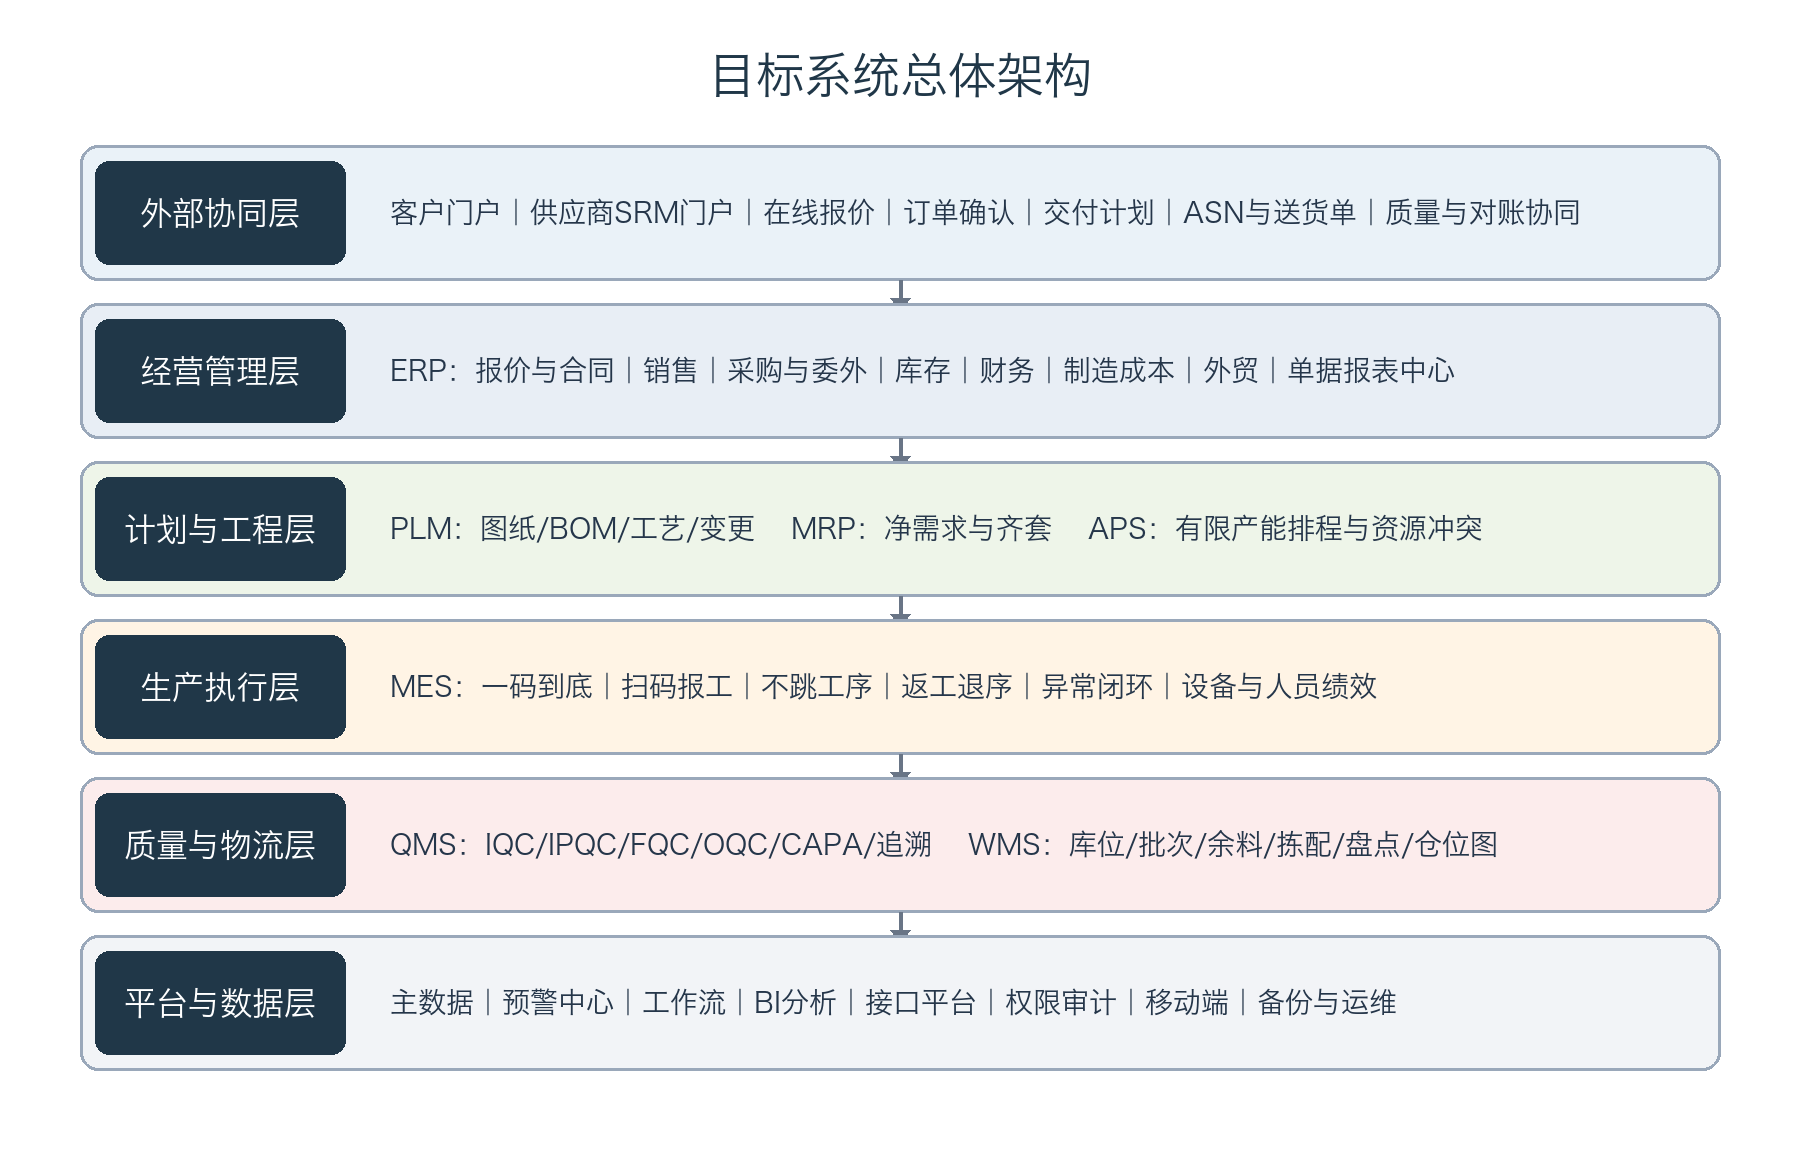 目标系统总体架构
外部协同层
客户门户｜供应商SRM门户｜在线报价｜订单确认｜交付计划｜ASN与送货单｜质量与对账协同
经营管理层
ERP：报价与合同｜销售｜采购与委外｜库存｜财务｜制造成本｜外贸｜单据报表中心
计划与工程层
PLM：图纸/BOM/工艺/变更　MRP：净需求与齐套　APS：有限产能排程与资源冲突
生产执行层
MES：一码到底｜扫码报工｜不跳工序｜返工退序｜异常闭环｜设备与人员绩效
质量与物流层
QMS：IQC/IPQC/FQC/OQC/CAPA/追溯　WMS：库位/批次/余料/拣配/盘点/仓位图
平台与数据层
主数据｜预警中心｜工作流｜BI分析｜接口平台｜权限审计｜移动端｜备份与运维